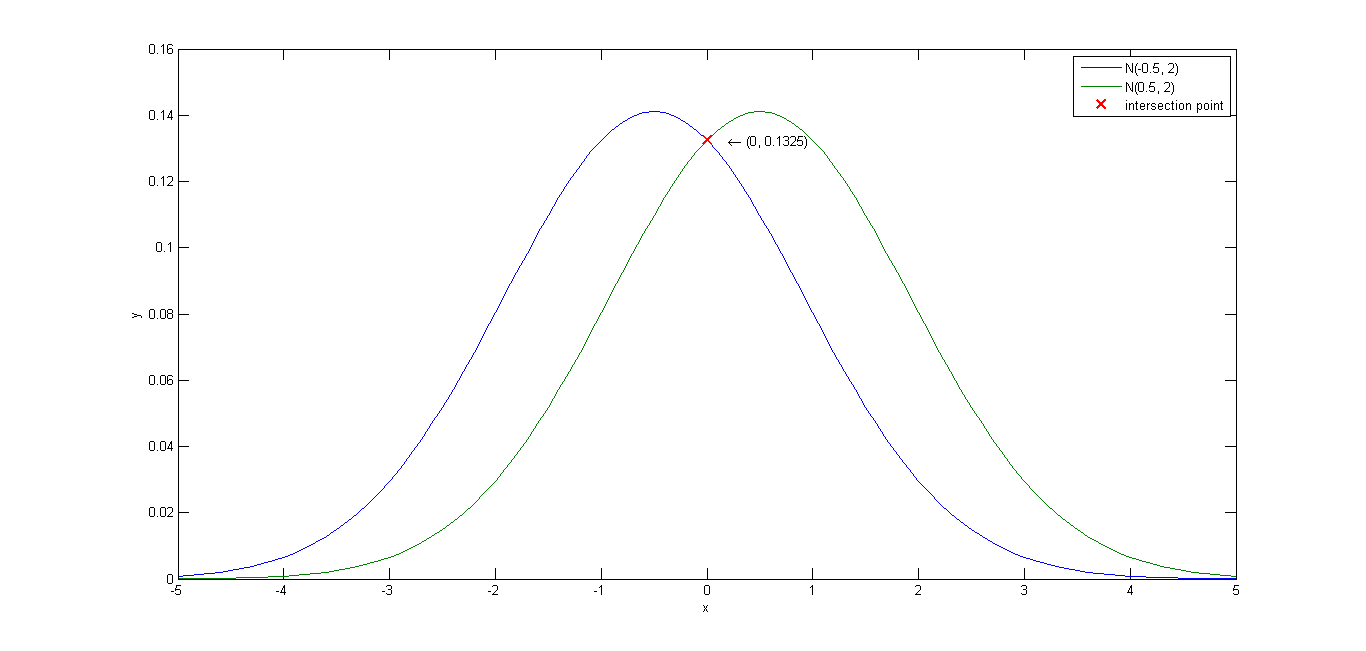 0.16
0.14
0.12
0.1
0.08
0.06
0.04
0.02
0
y
N(-0.5, 2)
N(0.5, 2)
intersection point
← (0, 0.1325)
-5 -4 -3 -2 -1 0 1 2 3 4 5
x